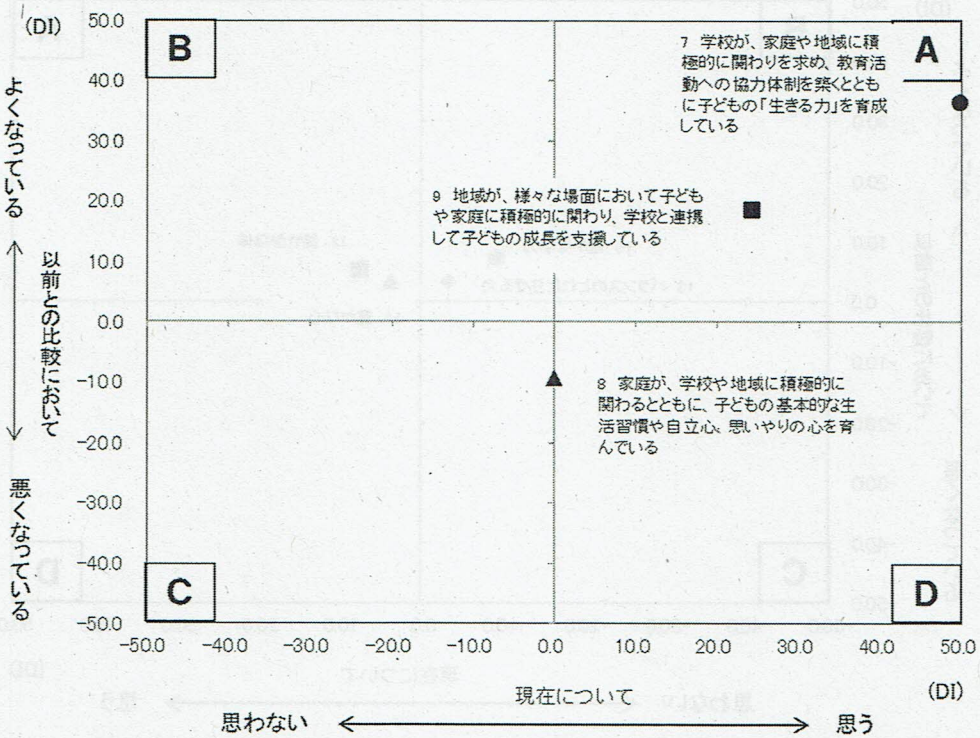 (DI)
50.0
40.0
30.0
20.0
10.0
0.0
-10.0
-20.0
-30.0
-40.0
-50.0
よくなっている
以前との比較において
悪くなっている
B
A
C
D
7 学校が、家庭や地域に積
極的に関わりを求め、教育活
動への協力体制を築くととも
に子どもの「生きる力」を育成
している
9 地域が、様々な場面において子ども
や家庭に積極的に関わり、学校と連携
して子どもの成長を支援している
8 家庭が、学校や地域に積極的に
関わるとともに、子どもの基本的な生
活習慣や自立心、思いやりの心を育
んでいる
-50.0 -40.0 -30.0 -20.0 -10.0 0.0 10.0 20.0 30.0 40.0 50.0
現在について
(DI)
思わない
思う